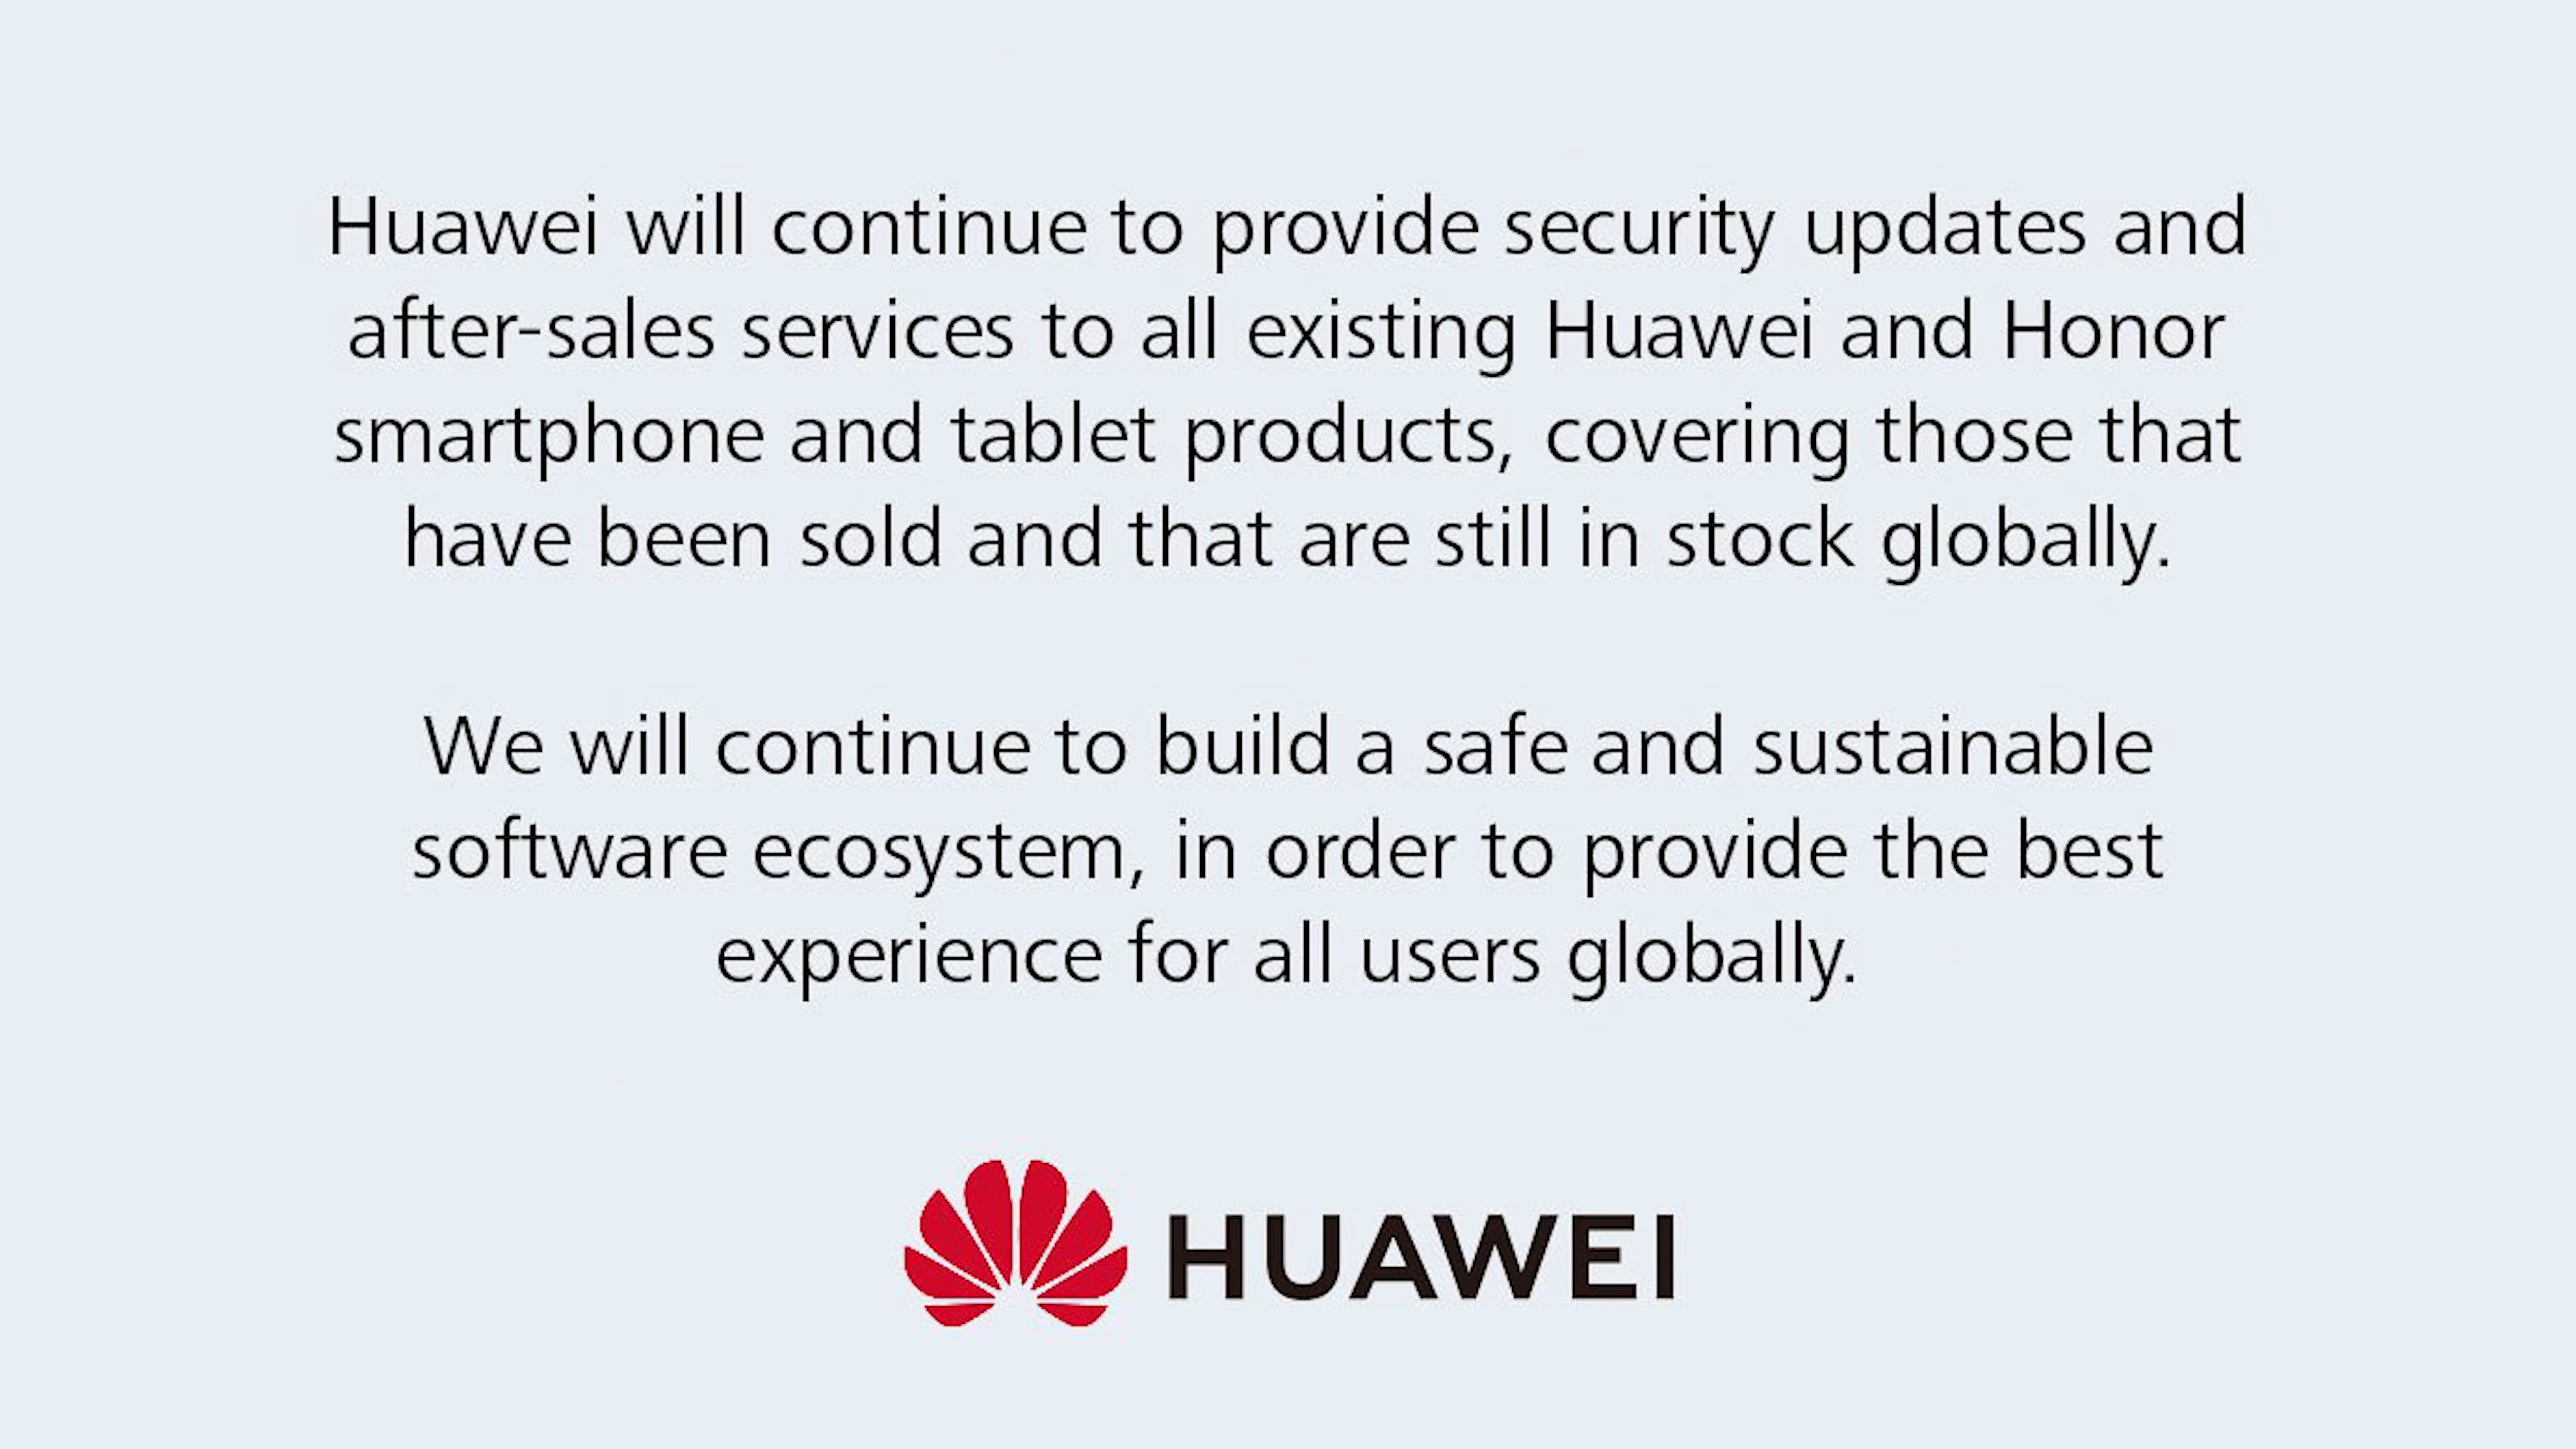 Huawei will continue to provide security updates and
after-sales services to all existing Huawei and Honor
smartphone and tablet products, covering those that
have been sold and that are still in stock globally.
We will continue to build a safe and sustainable
software ecosystem, in order to provide the best
experience for all users globally.
HUAWEI